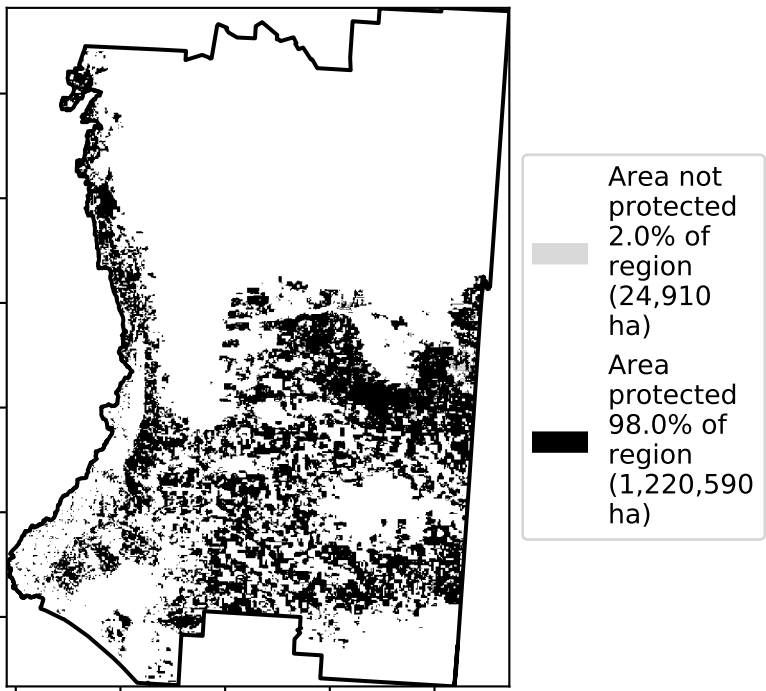 Area not
protected
2.0% of
region
(24,910
ha)
Area
protected
98.0% of
region
(1,220,590
ha)